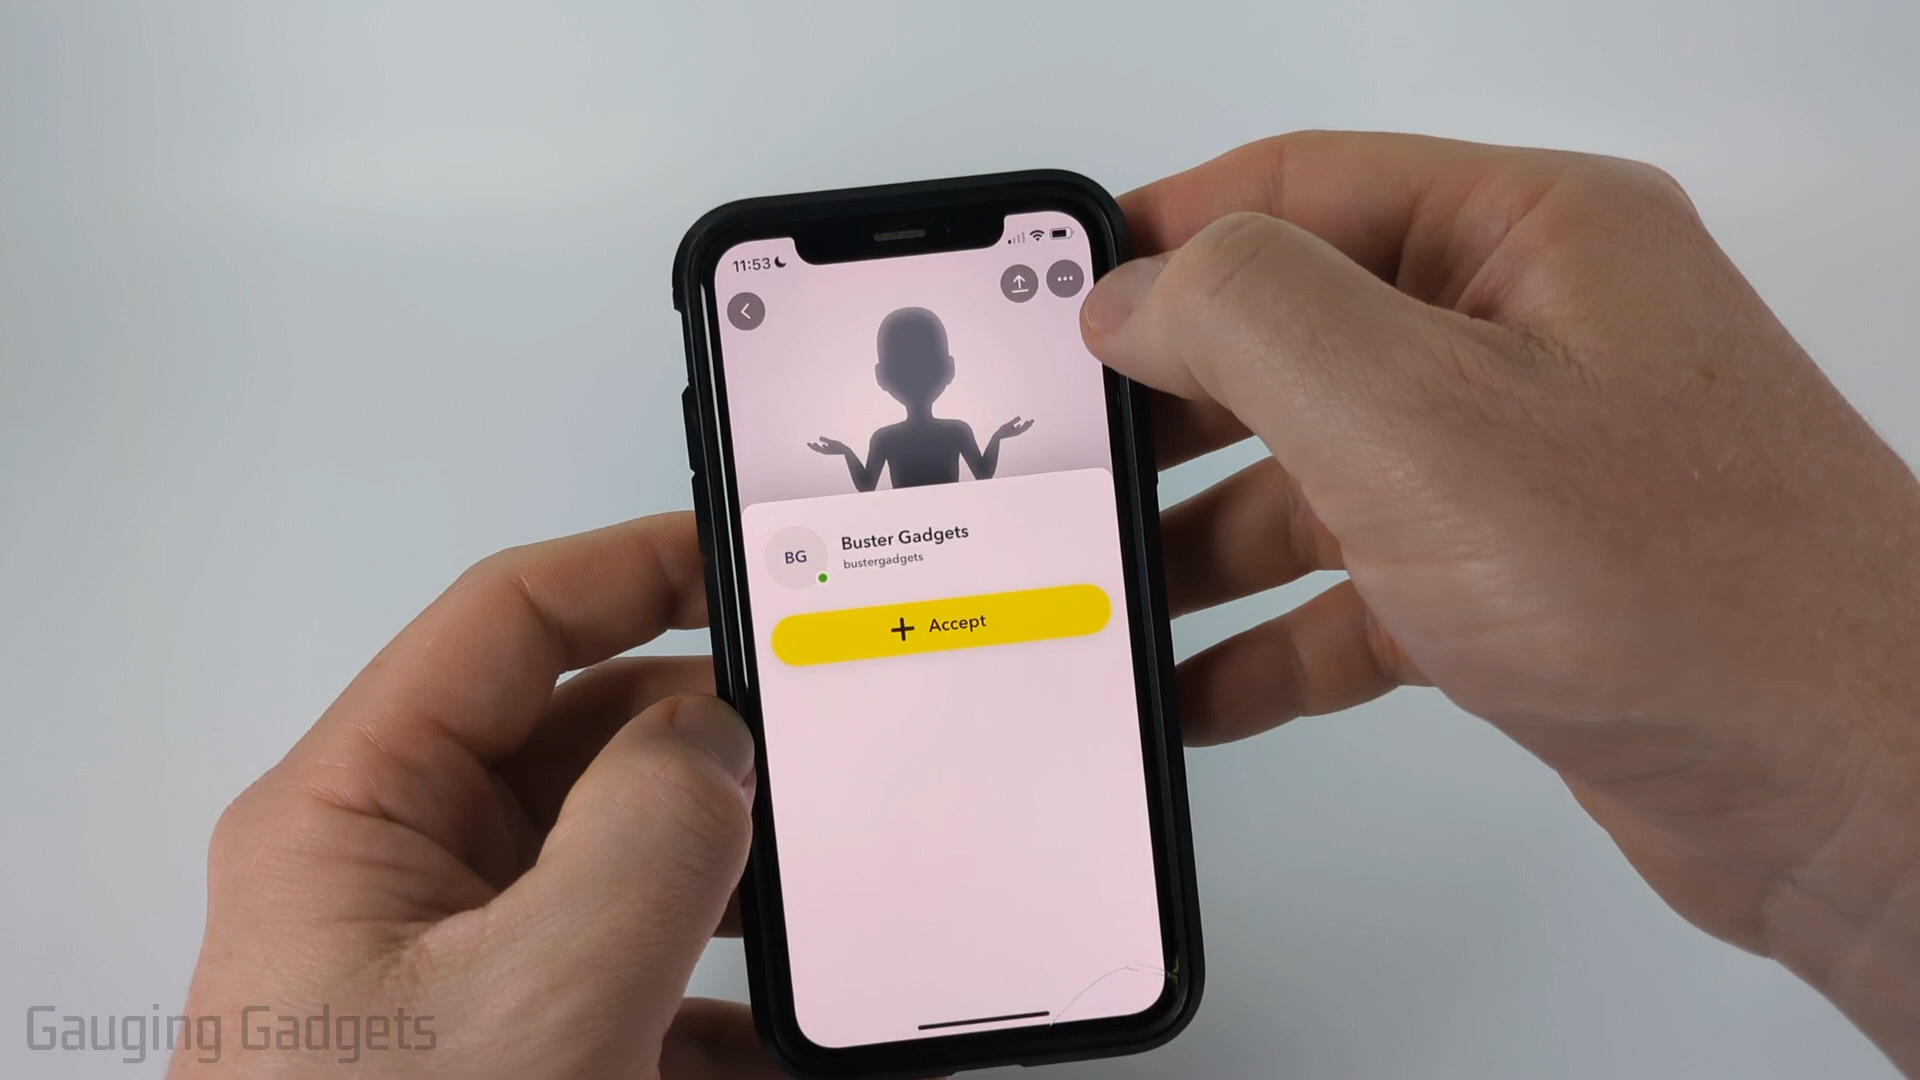 11:53
Buster Gadgets
BG
bustergadgets
+ Accept
Gauging Gadgets